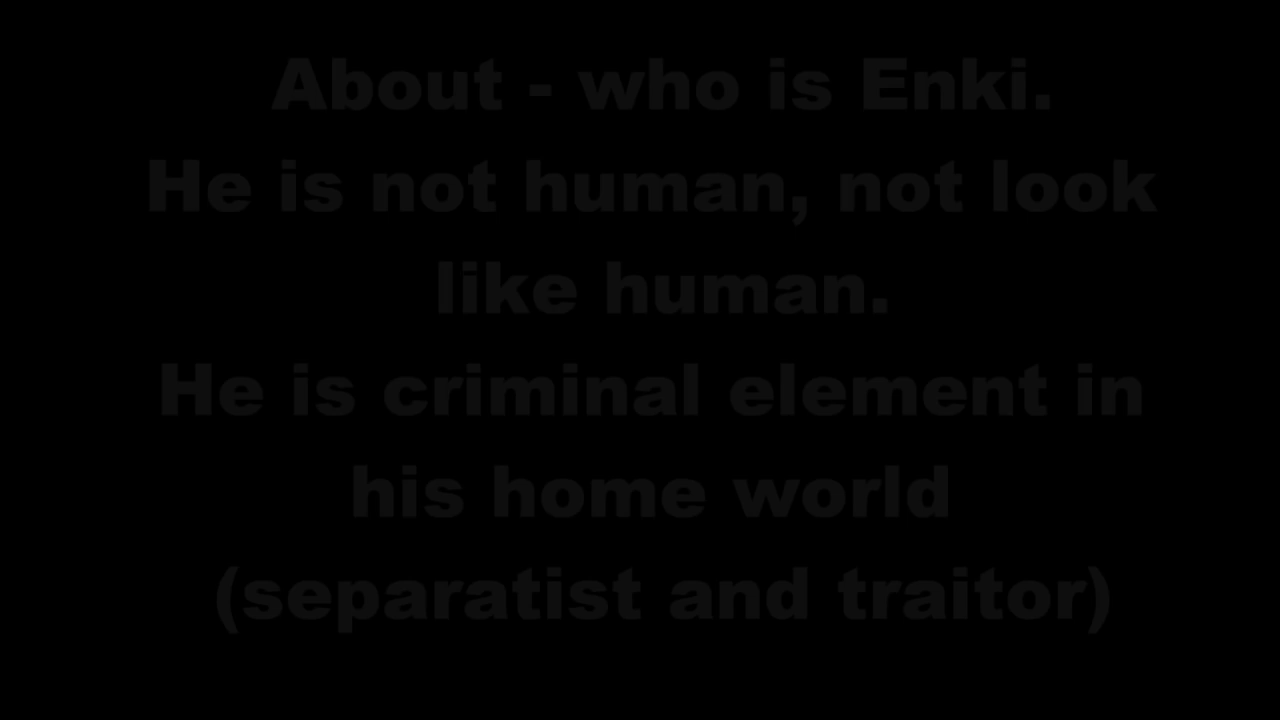 About - who is Enki.
He is not human, not look
like human.
He is criminal element in
his home world
(separatist and traitor)